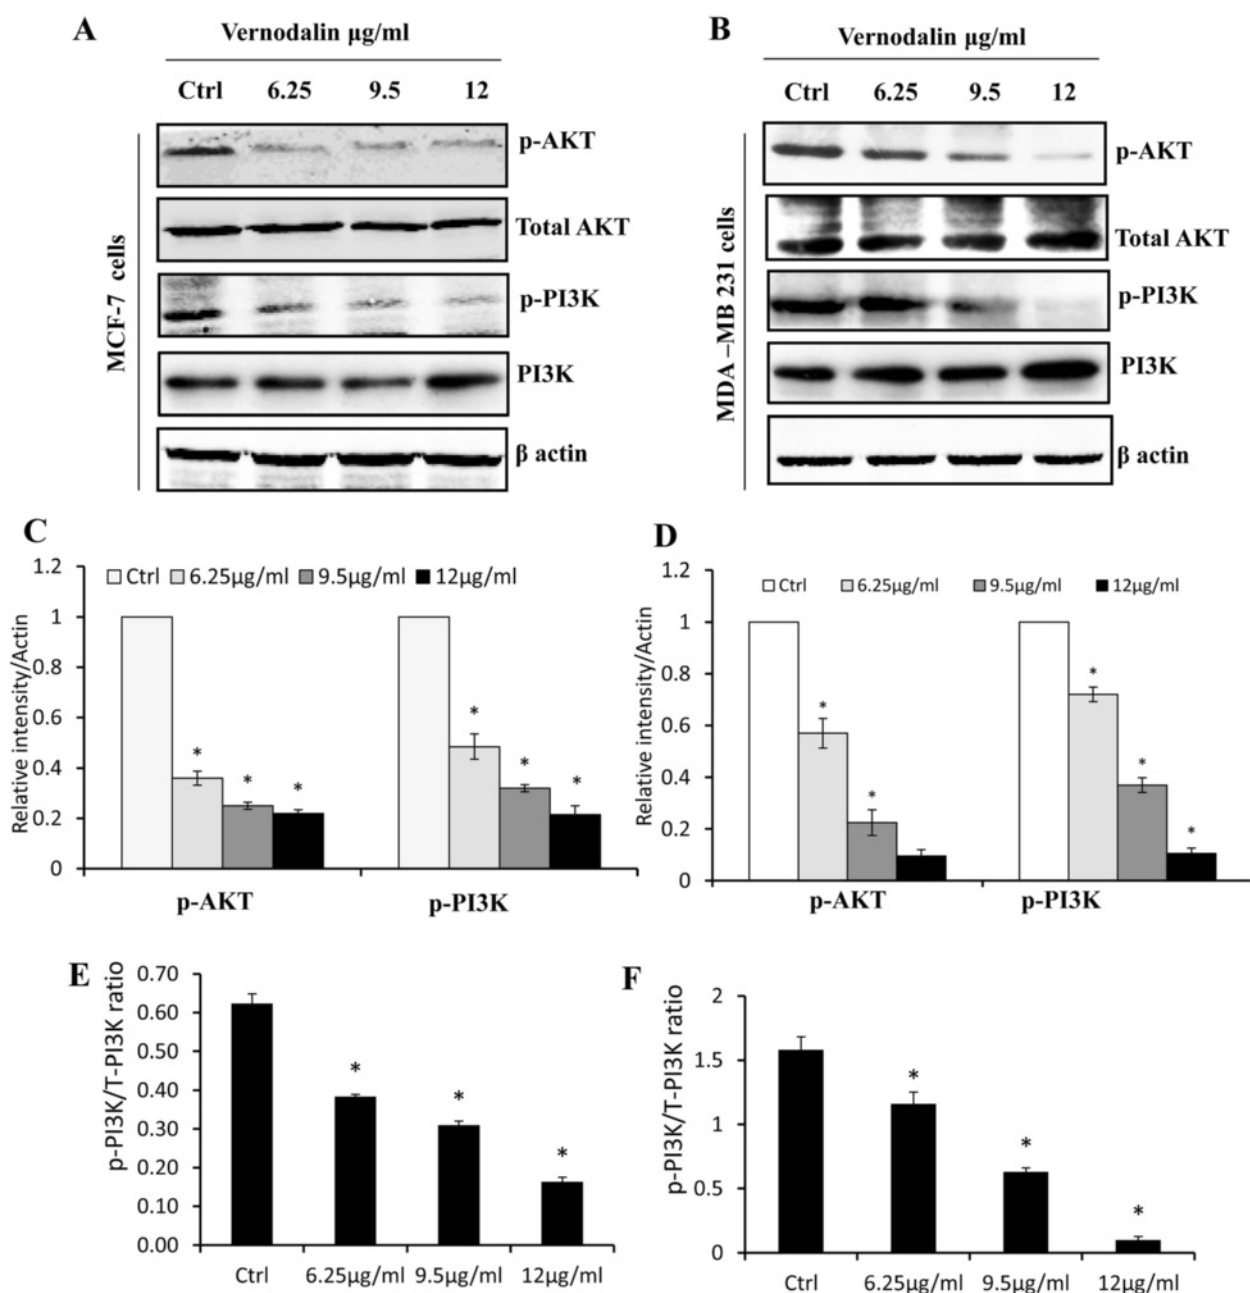 A
Vernodalin µg/ml
Ctrl 6.25 9.5 12
MCF-7 cells
p-AKT
Total AKT
p-PI3K
PI3K
β actin
B
Vernodalin µg/ml
Ctrl 6.25 9.5 12
MDA –MB 231 cells
p-AKT
Total AKT
p-PI3K
PI3K
β actin
C
Relative intensity/Actin
Ctrl 6.25µg/ml 9.5µg/ml 12µg/ml
1.2
1
0.8
0.6
0.4
0.2
0
* * * * * *
p-AKT p-PI3K
D
Relative intensity/Actin
Ctrl 6.25µg/ml 9.5µg/ml 12µg/ml
1.2
1
0.8
0.6
0.4
0.2
0
* * * * *
p-AKT p-PI3K
E
p-PI3K/T-PI3K ratio
0.70
0.60
0.50
0.40
0.30
0.20
0.10
0.00
* * *
Ctrl 6.25µg/ml 9.5µg/ml 12µg/ml
F
p-PI3K/T-PI3K ratio
2
1.5
1
0.5
0
* * *
Ctrl 6.25µg/ml 9.5µg/ml 12µg/ml